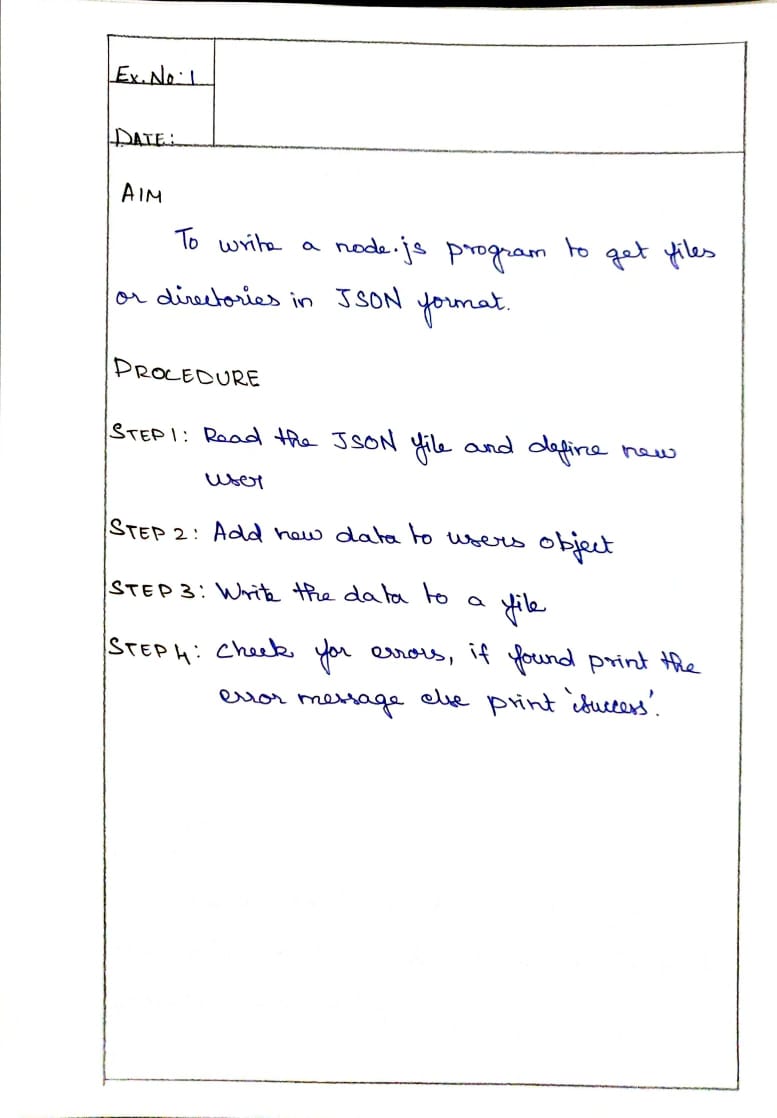 Ex. No: 1
DATE:
AIM
To write a node.js program to get files
or directories in JSON format.
PROCEDURE
STEP 1: Read the JSON file and define new
user
STEP 2: Add new data to users object
STEP 3: Write the data to a file
STEP 4: Check for errors, if found print the
error message else print 'success'.